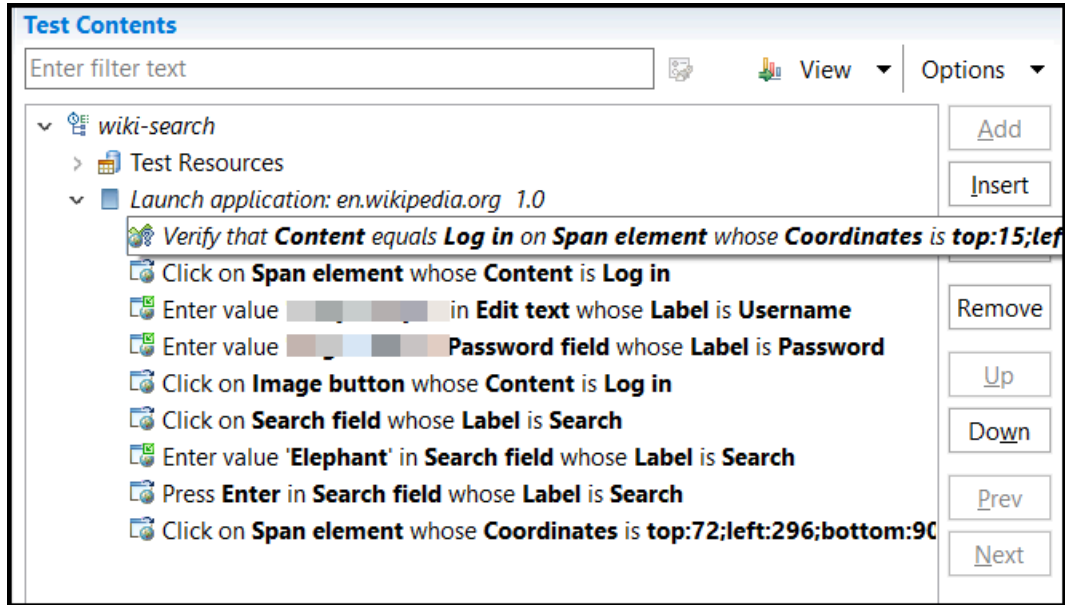 Test Contents
Enter filter text
View
Options
wiki-search
Add
Test Resources
Launch application: en.wikipedia.org 1.0
Insert
Verify that Content equals Log in on Span element whose Coordinates is top:15;lef
Click on Span element whose Content is Log in
Enter value in Edit text whose Label is Username
Remove
Enter value Password field whose Label is Password
Click on Image button whose Content is Log in
Up
Click on Search field whose Label is Search
Down
Enter value 'Elephant' in Search field whose Label is Search
Press Enter in Search field whose Label is Search
Prev
Click on Span element whose Coordinates is top:72;left:296;bottom:90
Next